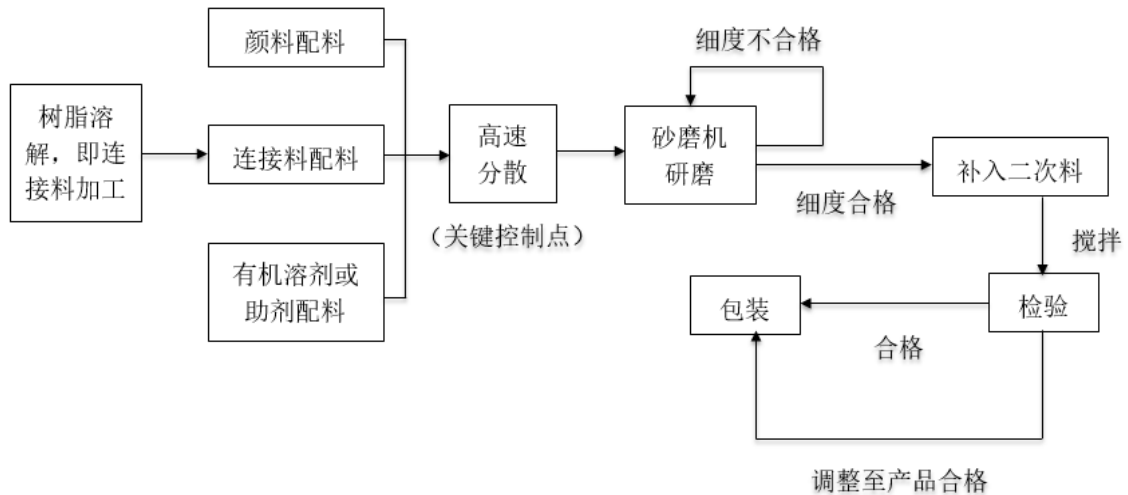 颜料配料
细度不合格
树脂溶
解，即连
接料加工
连接料配料
高速
分散
砂磨机
研磨
补入二次料
细度合格
（关键控制点）
搅拌
有机溶剂或
助剂配料
包装
检验
合格
调整至产品合格